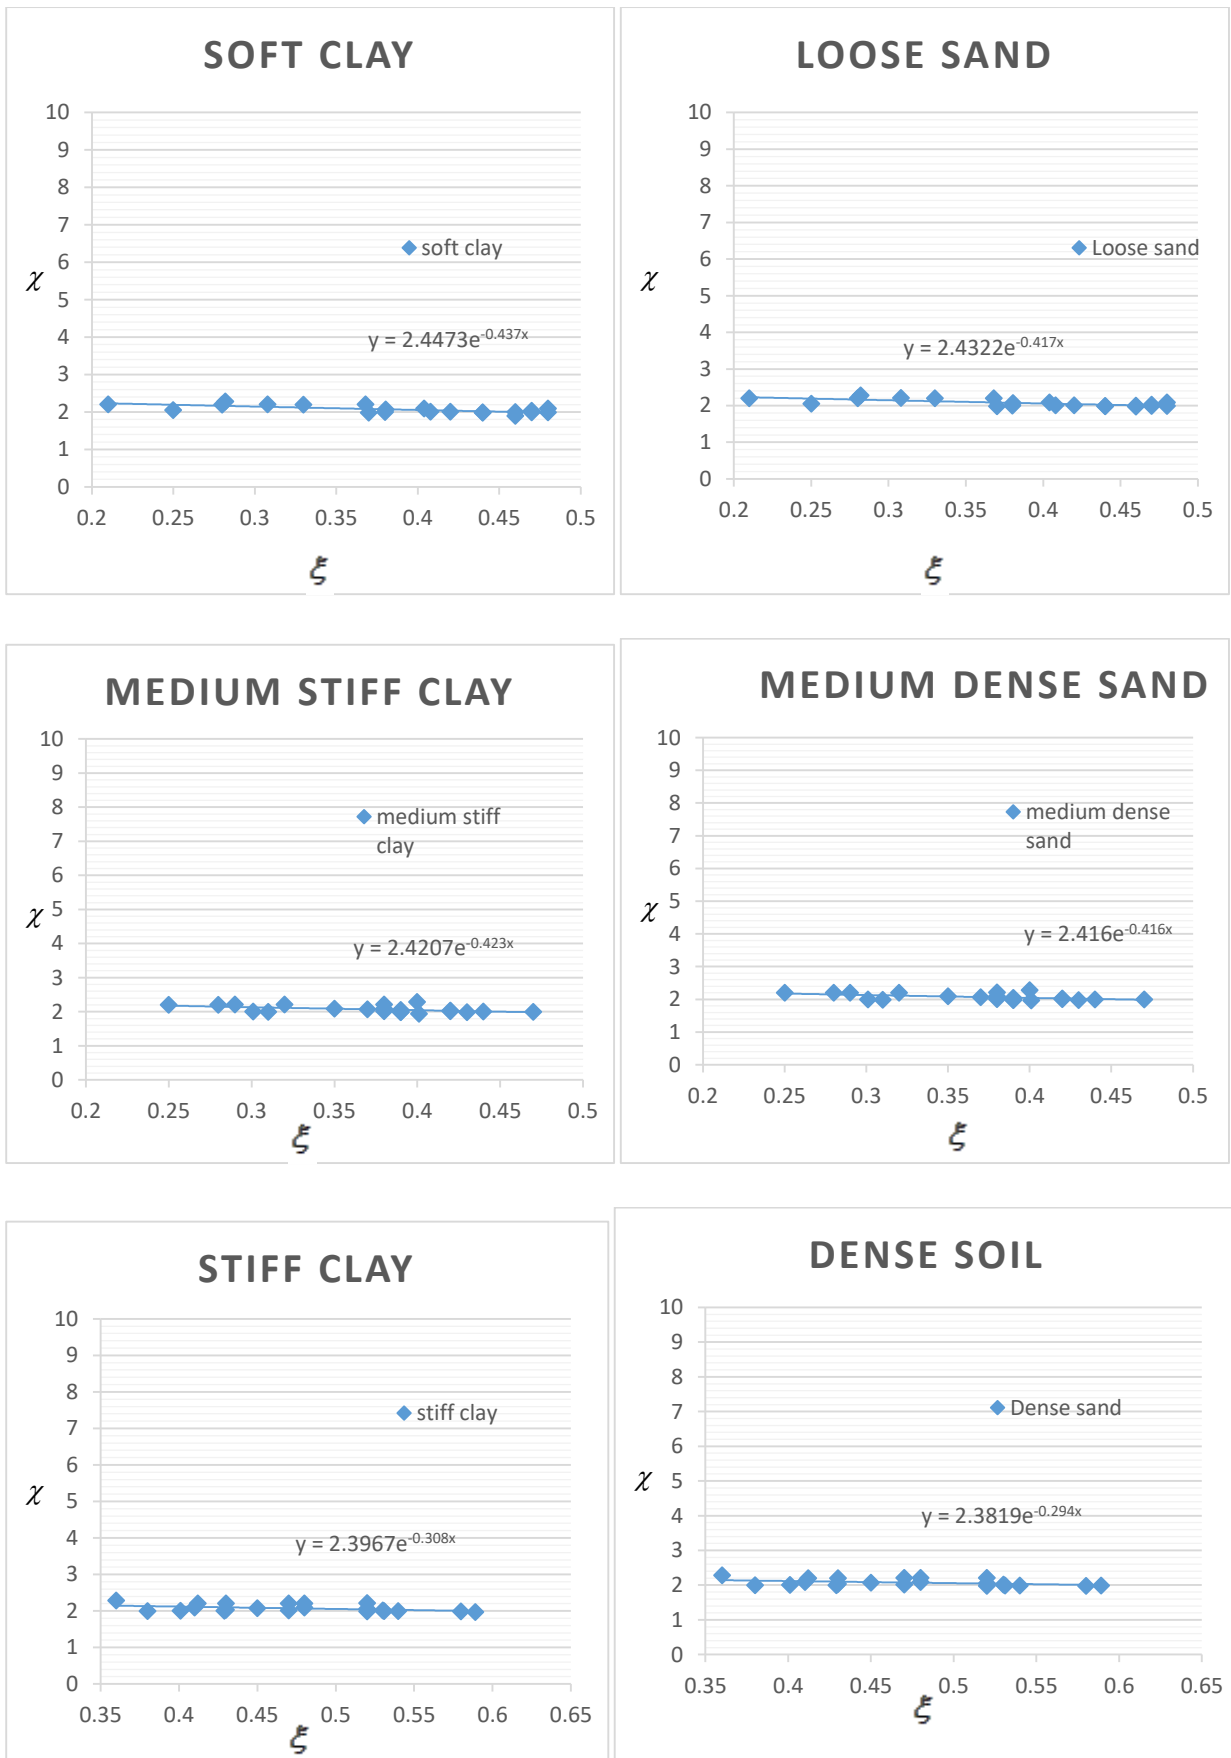 SOFT CLAY
10
9
8
7
6
5
4
3
2
1
0
χ
soft clay
y = 2.4473e^-0.437x
0.2 0.25 0.3 0.35 0.4 0.45 0.5
ξ
LOOSE SAND
10
9
8
7
6
5
4
3
2
1
0
χ
Loose sand
y = 2.4322e^-0.417x
0.2 0.25 0.3 0.35 0.4 0.45 0.5
ξ
MEDIUM STIFF CLAY
10
9
8
7
6
5
4
3
2
1
0
χ
medium stiff
clay
y = 2.4207e^-0.423x
0.2 0.25 0.3 0.35 0.4 0.45 0.5
ξ
MEDIUM DENSE SAND
10
9
8
7
6
5
4
3
2
1
0
χ
medium dense
sand
y = 2.416e^-0.416x
0.2 0.25 0.3 0.35 0.4 0.45 0.5
ξ
STIFF CLAY
10
9
8
7
6
5
4
3
2
1
0
χ
stiff clay
y = 2.3967e^-0.308x
0.35 0.4 0.45 0.5 0.55 0.6 0.65
ξ
DENSE SOIL
10
9
8
7
6
5
4
3
2
1
0
χ
Dense sand
y = 2.3819e^-0.294x
0.35 0.4 0.45 0.5 0.55 0.6 0.65
ξ